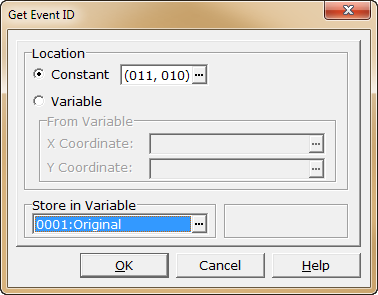 Get Event ID
Location
Constant (011, 010) ...
Variable
From Variable
X Coordinate: ...
Y Coordinate: ...
Store in Variable
0001:Original ...
OK Cancel Help